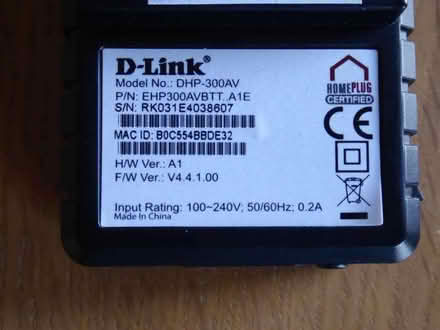 D-Link®
Model No.: DHP-300AV
P/N: EHP300AVBTT..A1E
S/N: RK031E4038607
MAC ID: B0C554BBDE32
H/W Ver.: A1
F/W Ver.: V4.4.1.00
Input Rating: 100~240V; 50/60Hz; 0.2A
Made In China
HOMEPLUG
CERTIFIED
CE